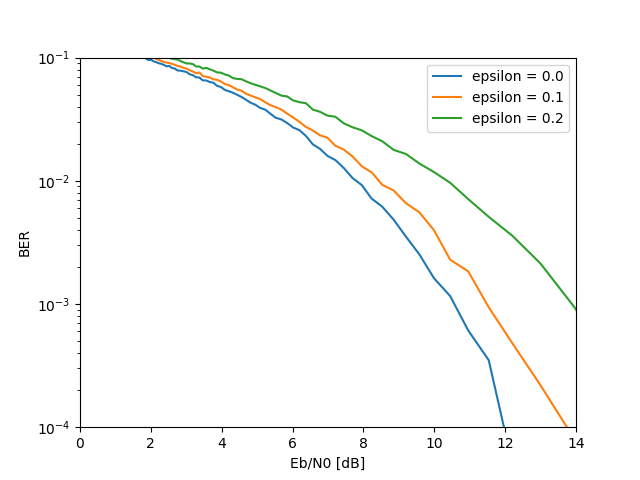 10⁻¹
10⁻²
10⁻³
10⁻⁴
BER
0 2 4 6 8 10 12 14
Eb/N0 [dB]
epsilon = 0.0
epsilon = 0.1
epsilon = 0.2